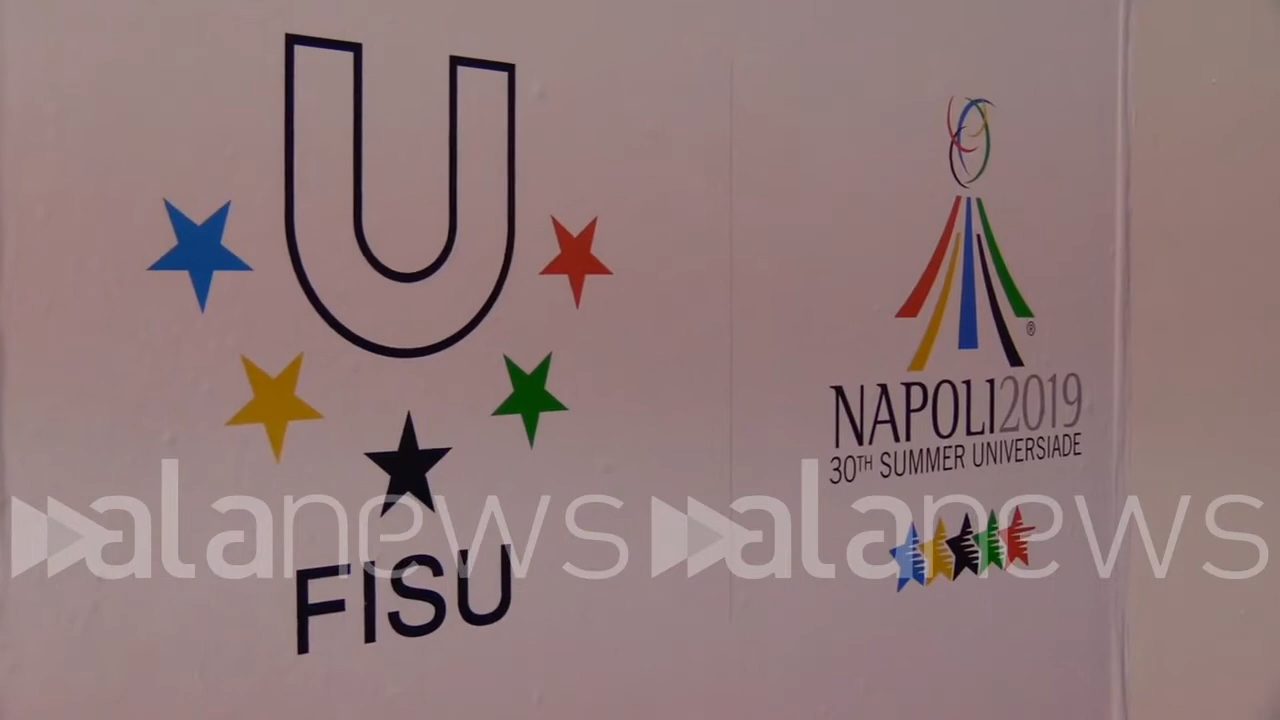 U
FISU
®
NAPOLI2019
30TH SUMMER UNIVERSIADE
alanews alanews